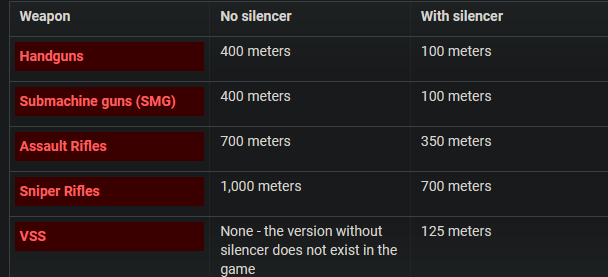 Weapon No silencer With silencer
Handguns 400 meters 100 meters
Submachine guns (SMG) 400 meters 100 meters
Assault Rifles 700 meters 350 meters
Sniper Rifles 1,000 meters 700 meters
VSS None - the version without 125 meters
silencer does not exist in the
game